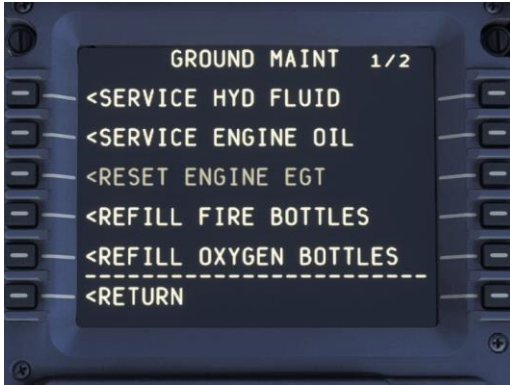 GROUND MAINT 1/2
<SERVICE HYD FLUID
<SERVICE ENGINE OIL
<RESET ENGINE EGT
<REFILL FIRE BOTTLES
<REFILL OXYGEN BOTTLES
<RETURN